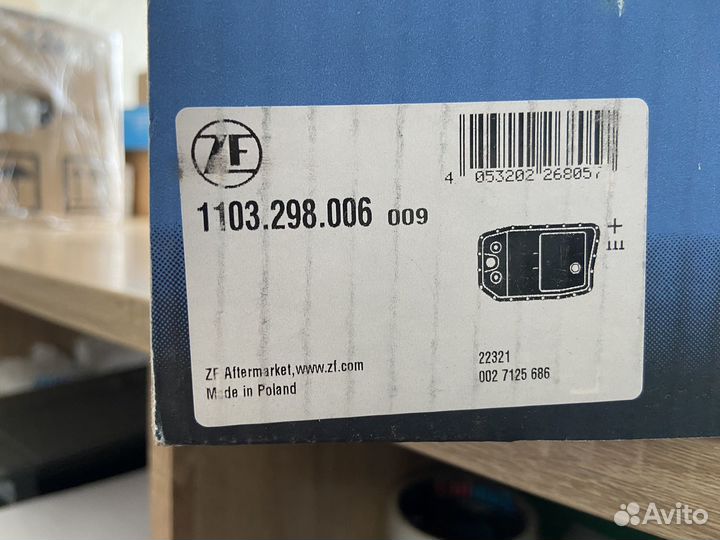 ZF
4 053202 268057
1103.298.006 009
ZF Aftermarket,www.zf.com
Made in Poland
22321
002 7125 686
Avito